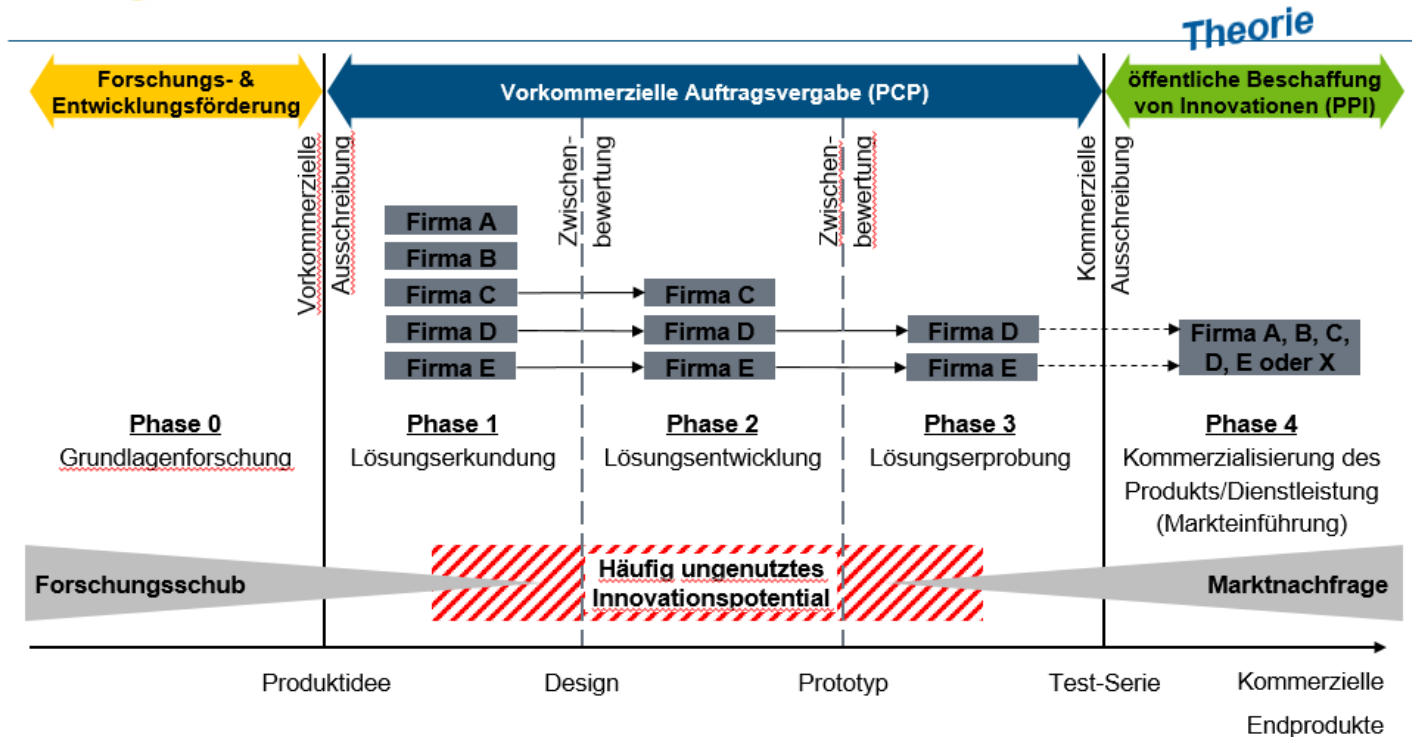 Theorie
Forschungs- &
Entwicklungsförderung
Vorkommerzielle Auftragsvergabe (PCP)
öffentliche Beschaffung
von Innovationen (PPI)
Vorkommerzielle
Ausschreibung
Zwischen-
bewertung
Zwischen-
bewertung
Kommerzielle
Ausschreibung
Firma A
Firma B
Firma C
Firma D
Firma E
Firma C
Firma D
Firma E
Firma D
Firma E
Firma A, B, C,
D, E oder X
Phase 0
Grundlagenforschung
Phase 1
Lösungserkundung
Phase 2
Lösungsentwicklung
Phase 3
Lösungserprobung
Phase 4
Kommerzialisierung des
Produkts/Dienstleistung
(Markteinführung)
Forschungsschub
Häufig ungenutztes
Innovationspotential
Marktnachfrage
Produktidee
Design
Prototyp
Test-Serie
Kommerzielle
Endprodukte